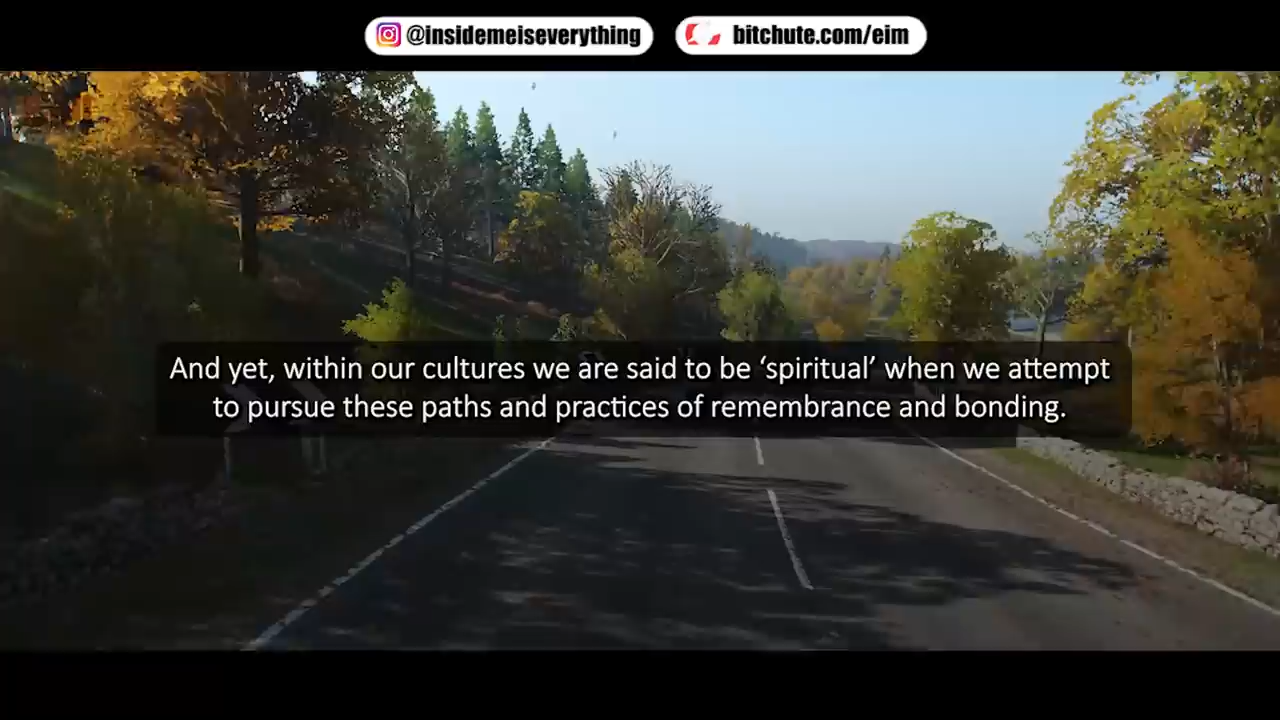 @insidemeiseverything
bitchute.com/eim
And yet, within our cultures we are said to be ‘spiritual’ when we attempt
to pursue these paths and practices of remembrance and bonding.